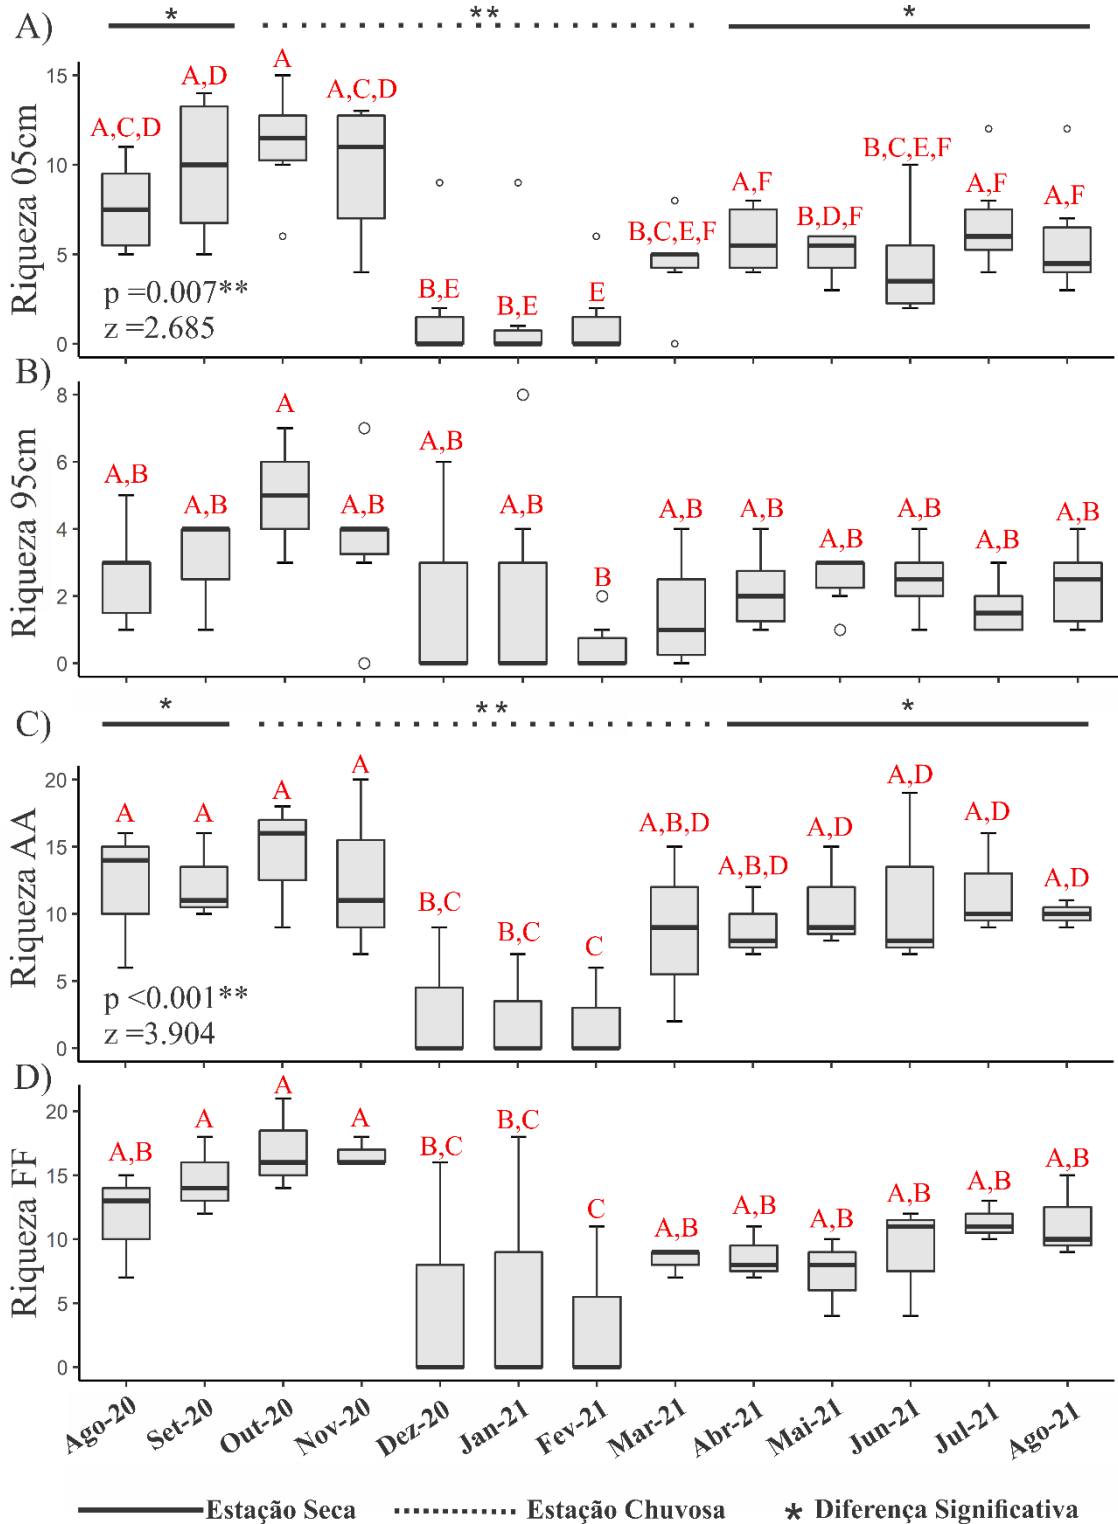 A)
* ** *
Riqueza 05cm
15
10
5
0
A,C,D A,D A A,C,D B,E B,E E B,C,E,F A,F B,D,F B,C,E,F A,F A,F
p =0.007**
z =2.685
B)
Riqueza 95cm
8
6
4
2
0
A,B A,B A A,B A,B A,B B A,B A,B A,B A,B A,B A,B
C)
* ** *
Riqueza AA
20
15
10
5
0
A A A A B,C B,C C A,B,D A,B,D A,D A,D A,D A,D
p <0.001**
z =3.904
D)
Riqueza FF
20
15
10
5
0
A,B A A A B,C B,C C A,B A,B A,B A,B A,B A,B
Ago-20 Set-20 Out-20 Nov-20 Dez-20 Jan-21 Fev-21 Mar-21 Abr-21 Mai-21 Jun-21 Jul-21 Ago-21
Estação Seca Estação Chuvosa * Diferença Significativa